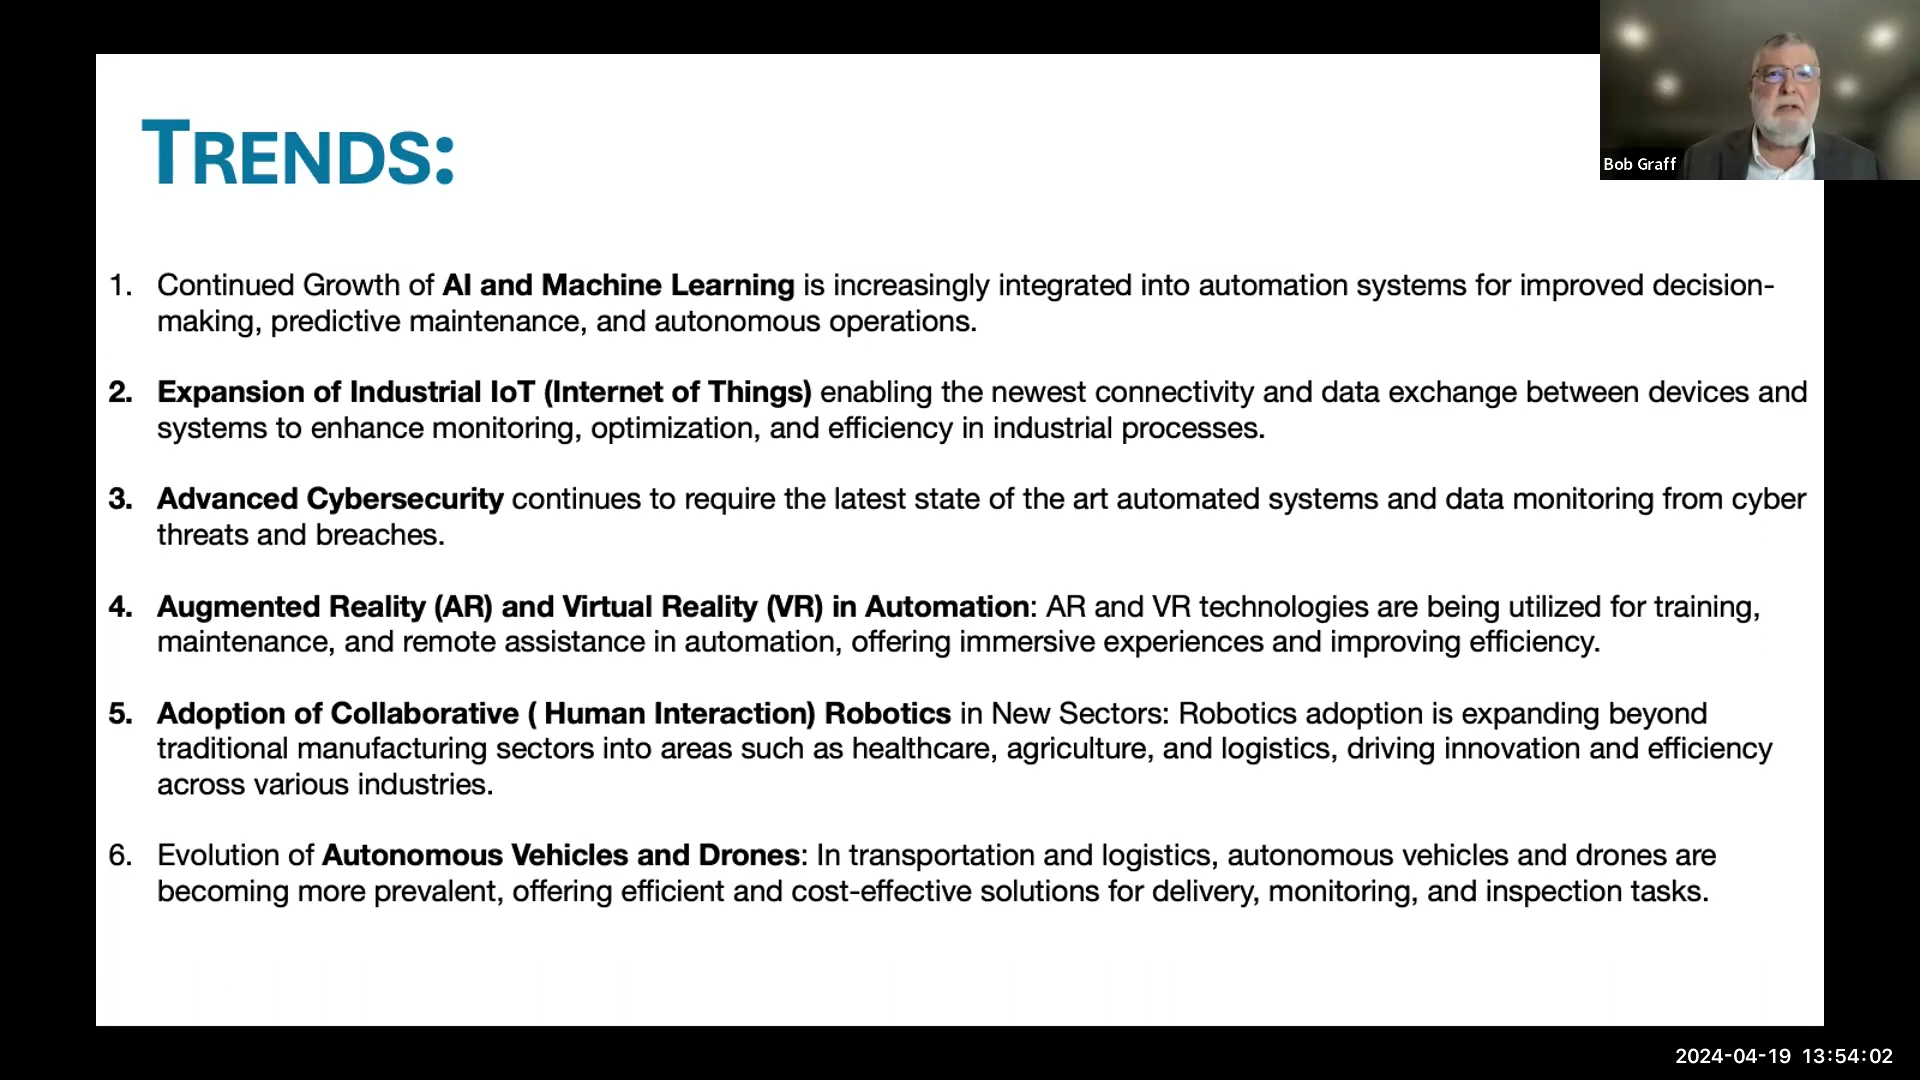 TRENDS:
Bob Graff
1. Continued Growth of AI and Machine Learning is increasingly integrated into automation systems for improved decision-
making, predictive maintenance, and autonomous operations.
2. Expansion of Industrial IoT (Internet of Things) enabling the newest connectivity and data exchange between devices and
systems to enhance monitoring, optimization, and efficiency in industrial processes.
3. Advanced Cybersecurity continues to require the latest state of the art automated systems and data monitoring from cyber
threats and breaches.
4. Augmented Reality (AR) and Virtual Reality (VR) in Automation: AR and VR technologies are being utilized for training,
maintenance, and remote assistance in automation, offering immersive experiences and improving efficiency.
5. Adoption of Collaborative ( Human Interaction) Robotics in New Sectors: Robotics adoption is expanding beyond
traditional manufacturing sectors into areas such as healthcare, agriculture, and logistics, driving innovation and efficiency
across various industries.
6. Evolution of Autonomous Vehicles and Drones: In transportation and logistics, autonomous vehicles and drones are
becoming more prevalent, offering efficient and cost-effective solutions for delivery, monitoring, and inspection tasks.
2024-04-19 13:54:02